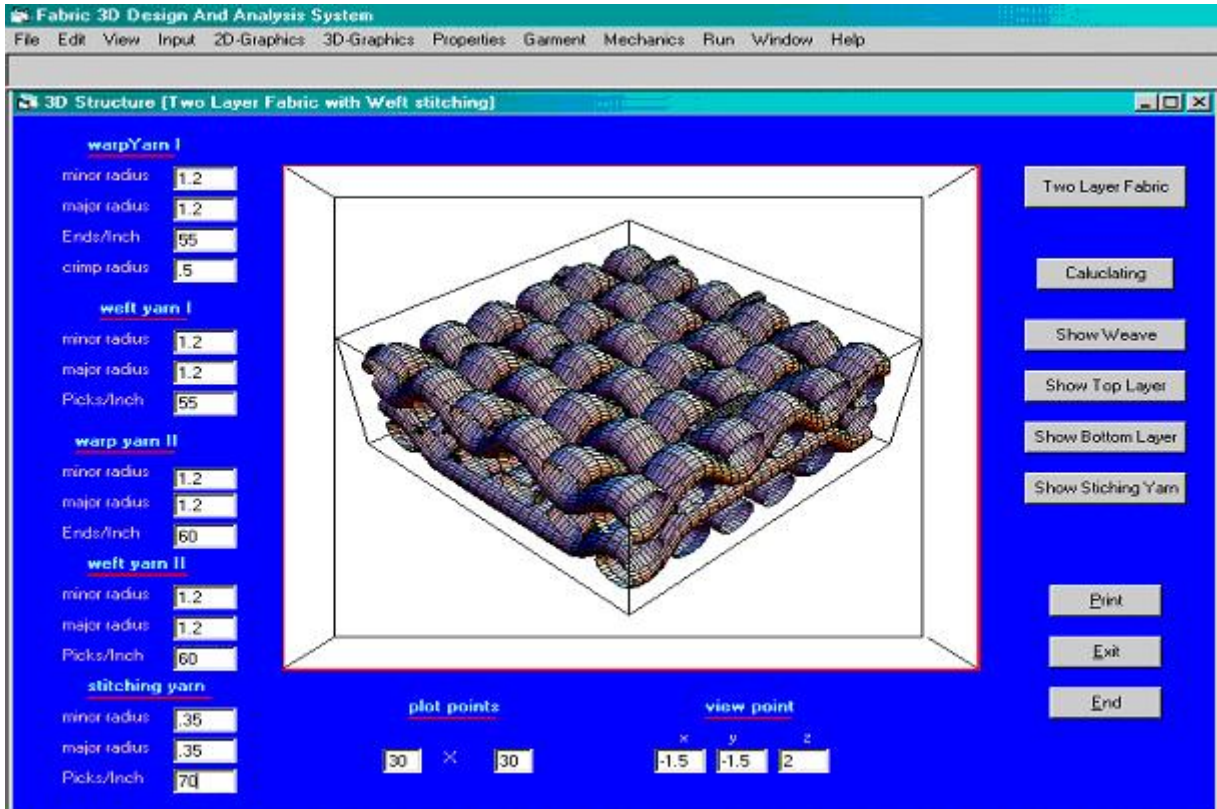 Fabric 3D Design And Analysis System
File Edit View Input 2D-Graphics 3D-Graphics Properties Garment Mechanics Run Window Help
3D Structure (Two Layer Fabric with Weft stitching)
warpYarn I
minor radius 1.2
major radius 1.2
Ends/Inch 55
crimp radius .5
weft yarn I
minor radius 1.2
major radius 1.2
Picks/Inch 55
warp yarn II
minor radius 1.2
major radius 1.2
Ends/Inch 60
weft yarn II
minor radius 1.2
major radius 1.2
Picks/Inch 60
stitching yarn
minor radius .35
major radius .35
Picks/Inch 70
plot points
30 × 30
view point
x y z
-1.5 -1.5 2
Two Layer Fabric
Caluclating
Show Weave
Show Top Layer
Show Bottom Layer
Show Stiching Yarn
Print
Exit
End